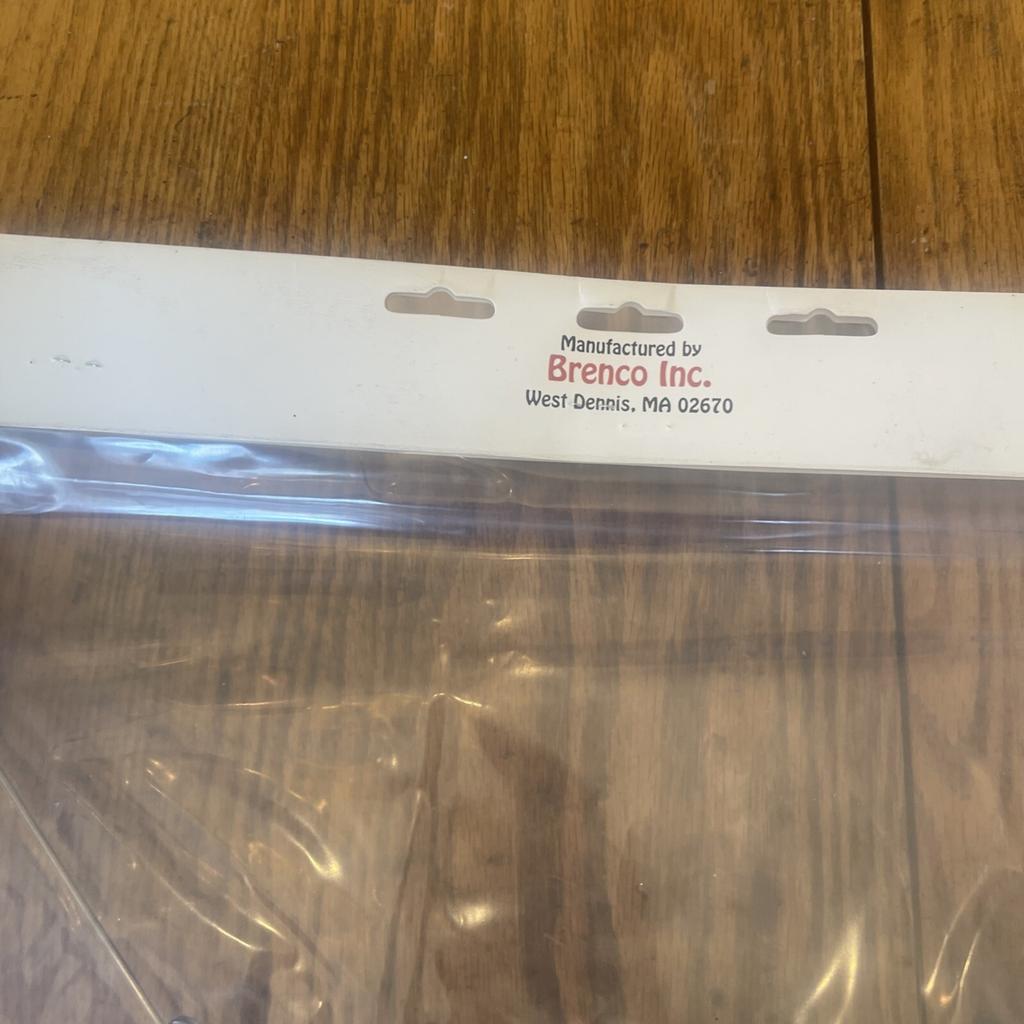 Manufactured by
Brenco Inc.
West Dennis, MA 02670